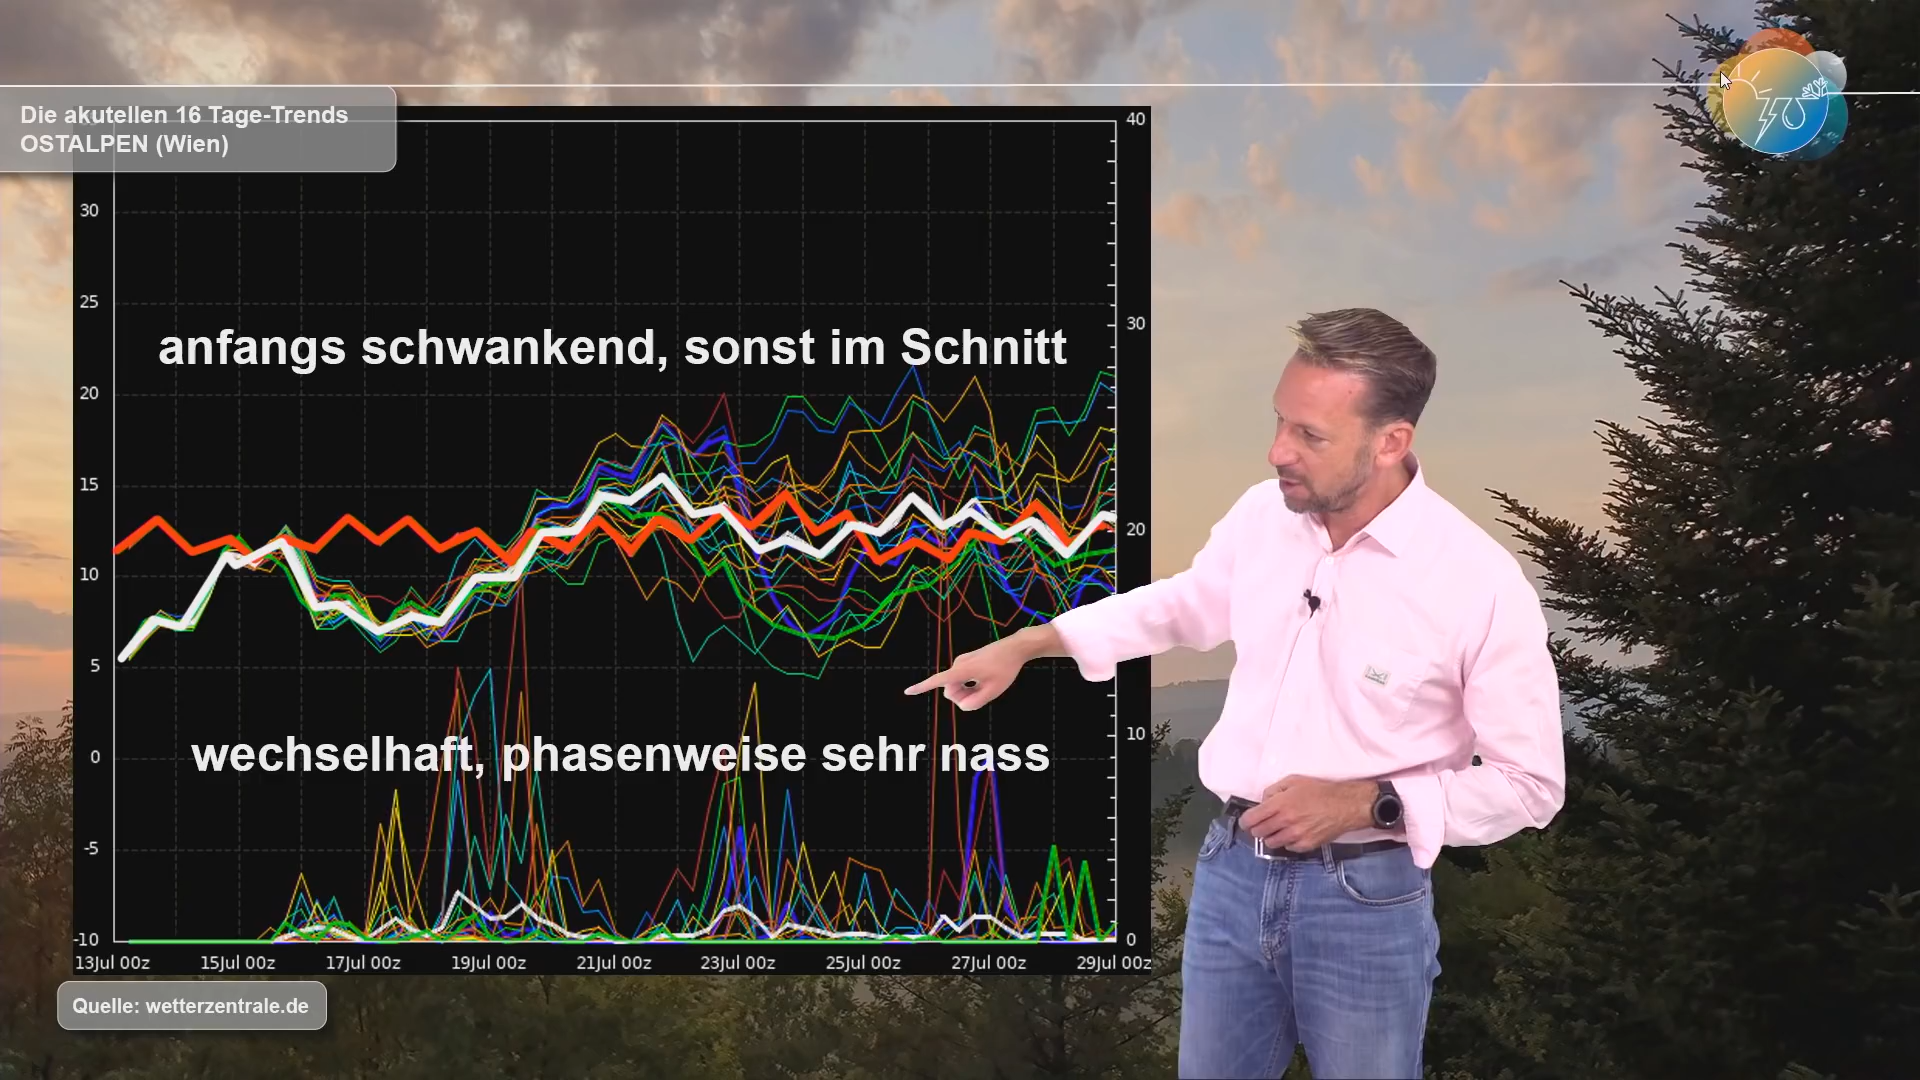 Die akutellen 16 Tage-Trends
OSTALPEN (Wien)
40
30
25
30
anfangs schwankend, sonst im Schnitt
20
15
20
10
5
10
wechselhaft, phasenweise sehr nass
0
-5
-10
0
13Jul 00z 15Jul 00z 17Jul 00z 19Jul 00z 21Jul 00z 23Jul 00z 25Jul 00z 27Jul 00z 29Jul 00z
Quelle: wetterzentrale.de